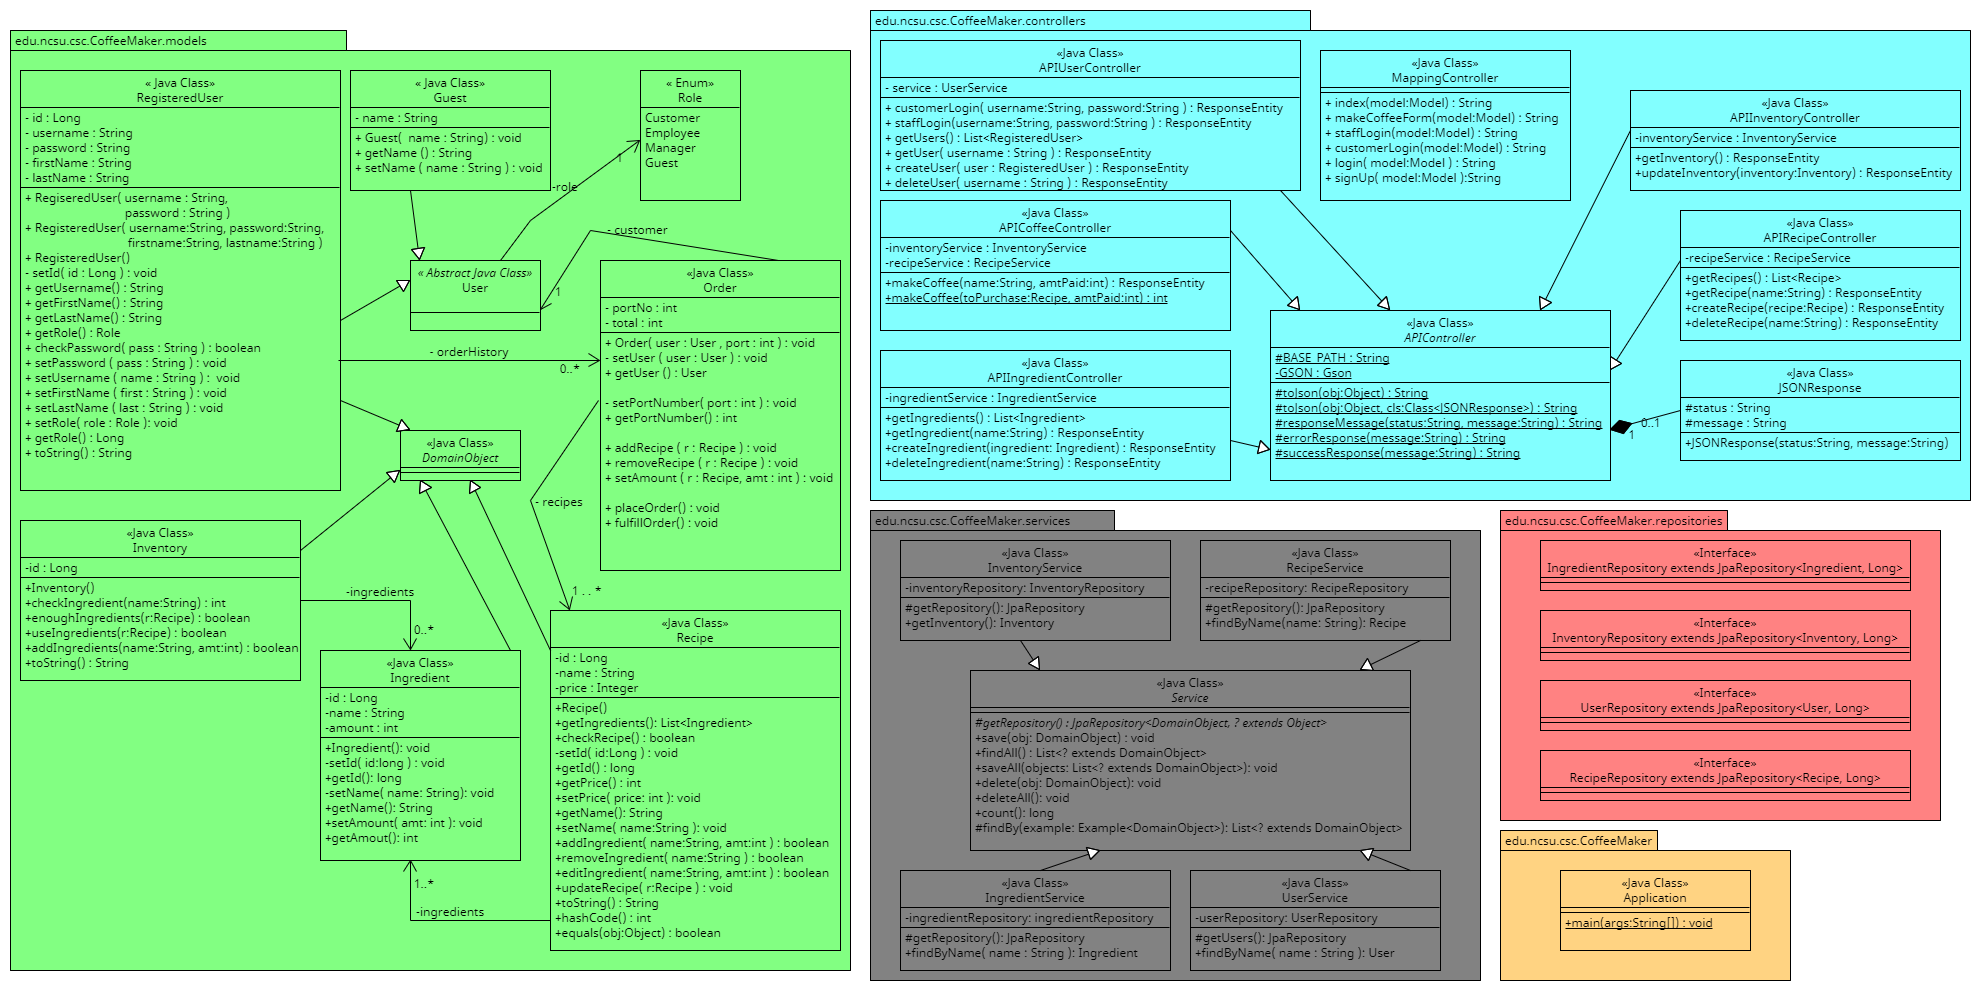 edu.ncsu.csc.CoffeeMaker.models
« Java Class»
RegisteredUser
- id : Long
- username : String
- password : String
- firstName : String
- lastName : String
+ RegiseredUser( username : String,
password : String )
+ RegisteredUser( username:String, password:String,
firstname:String, lastname:String )
+ RegisteredUser()
- setId( id : Long ) : void
+ getUsername() : String
+ getFirstName() : String
+ getLastName() : String
+ getRole() : Role
+ checkPassword( pass : String ) : boolean
+ setPassword ( pass : String ) : void
+ setUsername ( name : String ) : void
+ setFirstName ( first : String ) : void
+ setLastName ( last : String ) : void
+ setRole( role : Role ): void
+ getRole() : Long
+ toString() : String
« Java Class»
Guest
- name : String
+ Guest( name : String) : void
+ getName () : String
+ setName ( name : String ) : void
« Enum»
Role
Customer
Employee
Manager
Guest
1
-role
- customer
1
« Abstract Java Class»
User
«Java Class»
Order
- portNo : int
- total : int
+ Order( user : User , port : int ) : void
- setUser ( user : User ) : void
+ getUser () : User
- setPortNumber( port : int ) : void
+ getPortNumber() : int
+ addRecipe ( r : Recipe ) : void
+ removeRecipe ( r : Recipe ) : void
+ setAmount ( r : Recipe, amt : int ) : void
+ placeOrder() : void
+ fulfillOrder() : void
- orderHistory
0..*
«Java Class»
DomainObject
- recipes
1 . . *
«Java Class»
Inventory
-id : Long
+Inventory()
+checkIngredient(name:String) : int
+enoughIngredients(r:Recipe) : boolean
+useIngredients(r:Recipe) : boolean
+addIngredients(name:String, amt:int) : boolean
+toString() : String
-ingredients
0..*
«Java Class»
Ingredient
-id : Long
-name : String
-amount : int
+Ingredient(): void
-setId( id:long ) : void
+getId(): long
-setName( name: String): void
+getName(): String
+setAmount( amt: int ) : void
+getAmout(): int
1..*
-ingredients
«Java Class»
Recipe
-id : Long
-name : String
-price : Integer
+Recipe()
+getIngredients(): List<Ingredient>
+checkRecipe() : boolean
-setId( id:Long ) : void
+getId() : long
+getPrice() : int
+setPrice( price: int ): void
+getName(): String
+setName( name:String ): void
+addIngredient( name:String, amt:int ) : boolean
+removeIngredient( name:String ) : boolean
+editIngredient( name:String, amt:int ) : boolean
+updateRecipe( r:Recipe ) : void
+toString() : String
+hashCode() : int
+equals(obj:Object) : boolean
edu.ncsu.csc.CoffeeMaker.controllers
«Java Class»
APIUserController
- service : UserService
+ customerLogin( username:String, password:String ) : ResponseEntity
+ staffLogin(username:String, password:String ) : ResponseEntity
+ getUsers() : List<RegisteredUser>
+ getUser( username : String ) : ResponseEntity
+ createUser( user : RegisteredUser ) : ResponseEntity
+ deleteUser( username : String ) : ResponseEntity
«Java Class»
MappingController
+ index(model:Model) : String
+ makeCoffeeForm(model:Model) : String
+ staffLogin(model:Model) : String
+ customerLogin(model:Model) : String
+ login( model:Model ) : String
+ signUp( model:Model ):String
«Java Class»
APIInventoryController
-inventoryService : InventoryService
+getInventory() : ResponseEntity
+updateInventory(inventory:Inventory) : ResponseEntity
«Java Class»
APICoffeeController
-inventoryService : InventoryService
-recipeService : RecipeService
+makeCoffee(name:String, amtPaid:int) : ResponseEntity
+makeCoffee(toPurchase:Recipe, amtPaid:int) : int
«Java Class»
APIRecipeController
-recipeService : RecipeService
+getRecipes() : List<Recipe>
+getRecipe(name:String) : ResponseEntity
+createRecipe(recipe:Recipe) : ResponseEntity
+deleteRecipe(name:String) : ResponseEntity
«Java Class»
APIController
#BASE_PATH : String
-GSON : Gson
#toJson(obj:Object) : String
#toJson(obj:Object, cls:Class<JSONResponse>) : String
#responseMessage(status:String, message:String) : String
#errorResponse(message:String) : String
#successResponse(message:String) : String
«Java Class»
APIIngredientController
-ingredientService : IngredientService
+getIngredients() : List<Ingredient>
+getIngredient(name:String) : ResponseEntity
+createIngredient(ingredient: Ingredient) : ResponseEntity
+deleteIngredient(name:String) : ResponseEntity
«Java Class»
JSONResponse
#status : String
#message : String
+JSONResponse(status:String, message:String)
0..1
1
edu.ncsu.csc.CoffeeMaker.services
«Java Class»
InventoryService
-inventoryRepository: InventoryRepository
#getRepository(): JpaRepository
+getInventory(): Inventory
«Java Class»
RecipeService
-recipeRepository: RecipeRepository
#getRepository(): JpaRepository
+findByName(name: String): Recipe
«Java Class»
Service
#getRepository() : JpaRepository<DomainObject, ? extends Object>
+save(obj: DomainObject) : void
+findAll() : List<? extends DomainObject>
+saveAll(objects: List<? extends DomainObject>): void
+delete(obj: DomainObject): void
+deleteAll(): void
+count(): long
#findBy(example: Example<DomainObject>): List<? extends DomainObject>
«Java Class»
IngredientService
-ingredientRepository: ingredientRepository
#getRepository(): JpaRepository
+findByName( name : String ): Ingredient
«Java Class»
UserService
-userRepository: UserRepository
#getUsers(): JpaRepository
+findByName( name : String ): User
edu.ncsu.csc.CoffeeMaker.repositories
«Interface»
IngredientRepository extends JpaRepository<Ingredient, Long>
«Interface»
InventoryRepository extends JpaRepository<Inventory, Long>
«Interface»
UserRepository extends JpaRepository<User, Long>
«Interface»
RecipeRepository extends JpaRepository<Recipe, Long>
edu.ncsu.csc.CoffeeMaker
«Java Class»
Application
+main(args:String[]) : void